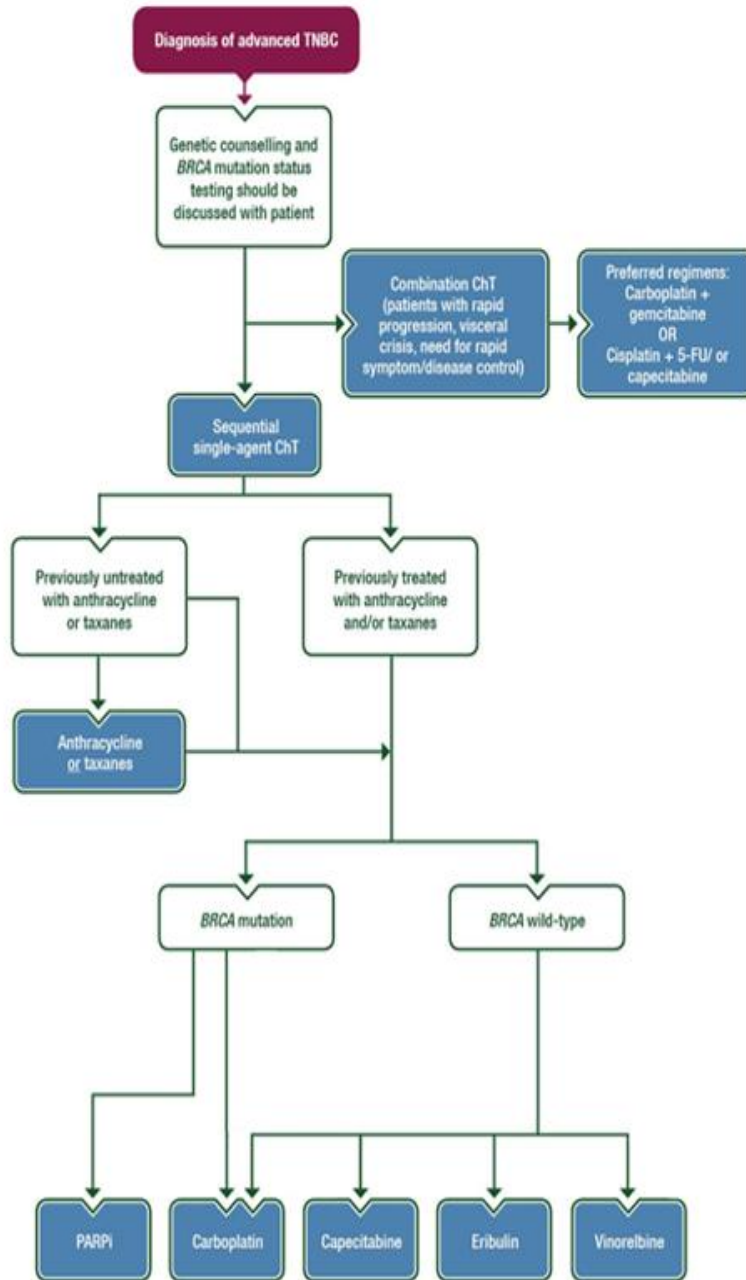 Diagnosis of advanced TNBC
Genetic counselling and
BRCA mutation status
testing should be
discussed with patient
Combination ChT
(patients with rapid
progression, visceral
crisis, need for rapid
symptom/disease control)
Preferred regimens:
Carboplatin +
gemcitabine
OR
Cisplatin + 5-FU/ or
capecitabine
Sequential
single-agent ChT
Previously untreated
with anthracycline
or taxanes
Previously treated
with anthracycline
and/or taxanes
Anthracycline
or taxanes
BRCA mutation
BRCA wild-type
PARPi
Carboplatin
Capecitabine
Eribulin
Vinorelbine